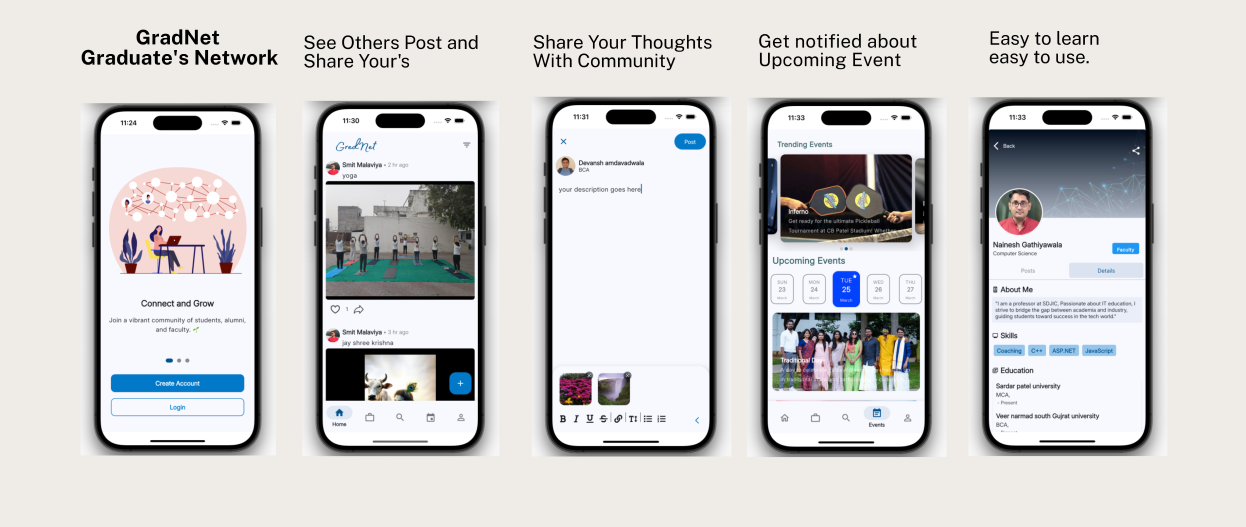 GradNet
Graduate's Network
See Others Post and
Share Your's
Share Your Thoughts
With Community
Get notified about
Upcoming Event
Easy to learn
easy to use.
11:24
Connect and Grow
Join a vibrant community of students, alumni,
and faculty. 🌱
Create Account
Login
11:30
GradNet
Smit Malaviya • 2 hr ago
yoga
1
Smit Malaviya • 3 hr ago
jay shree krishna
+
Home
11:31
Post
Devansh amdavadwala
BCA
your description goes here
B I U S
11:33
Trending Events
Inferno
Get ready for the ultimate Pickleball
Tournament at CB Patel Stadium! Whether
Upcoming Events
SUN MON TUE WED THU
23 24 25 26 27
March March March March March
Traditional Day
Events
11:33
Back
Nainesh Gathiyawala
Computer Science
Faculty
Posts Details
About Me
"I am a professor at SDJIC, Passionate about IT education, I
strive to bridge the gap between academia and industry,
guiding students toward success in the tech world."
Skills
Coaching C++ ASP.NET JavaScript
Education
Sardar patel university
MCA,
- Present
Veer narmad south Gujrat university
BCA,
- Present